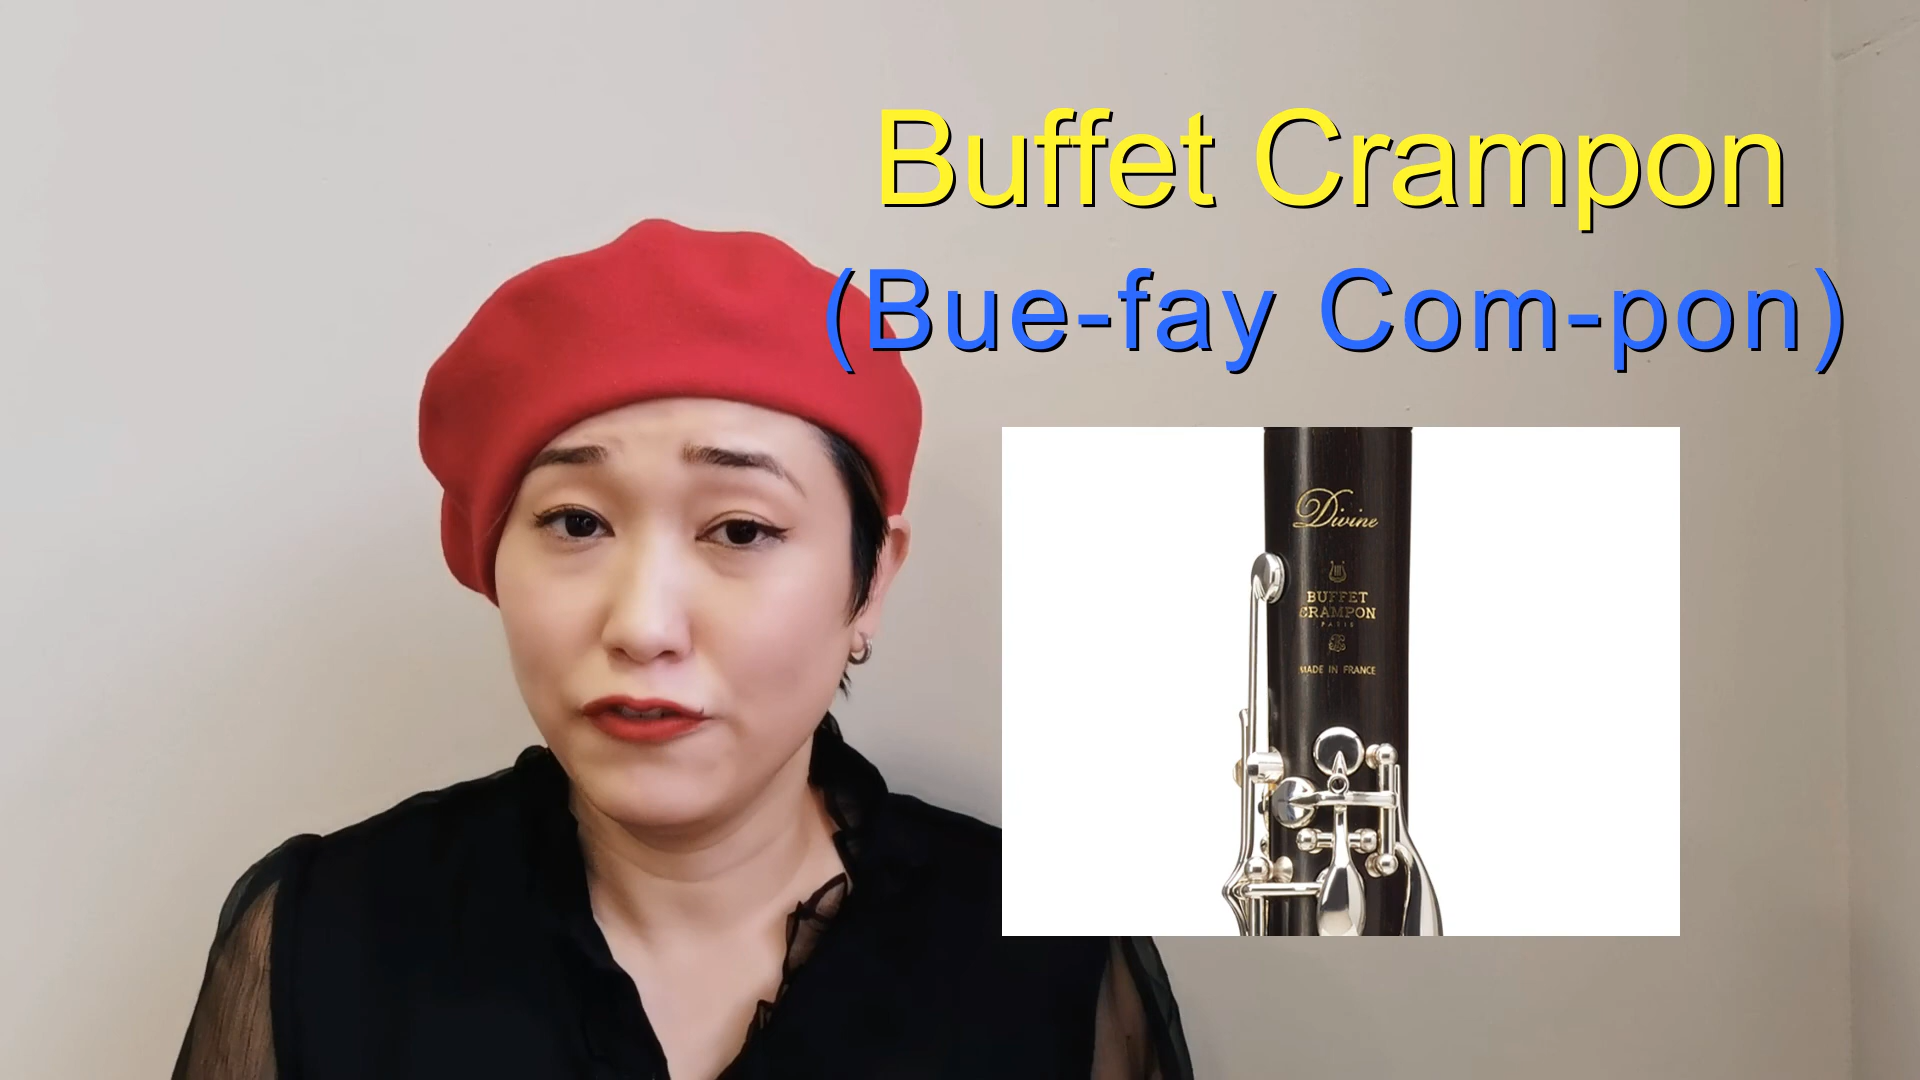 Buffet Crampon
(Bue-fay Com-pon)
Divine
BUFFET
CRAMPON
PARIS
MADE IN FRANCE